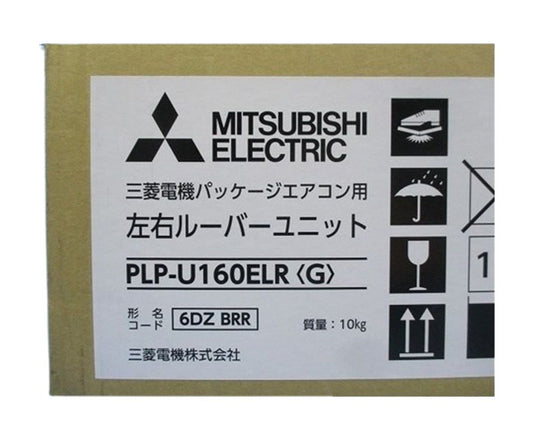 MITSUBISHI
ELECTRIC
三菱電機パッケージエアコン用
左右ルーバーユニット
PLP-U160ELR〈G〉
形 名
コード 6DZ BRR 質量:10kg
三菱電機株式会社
1